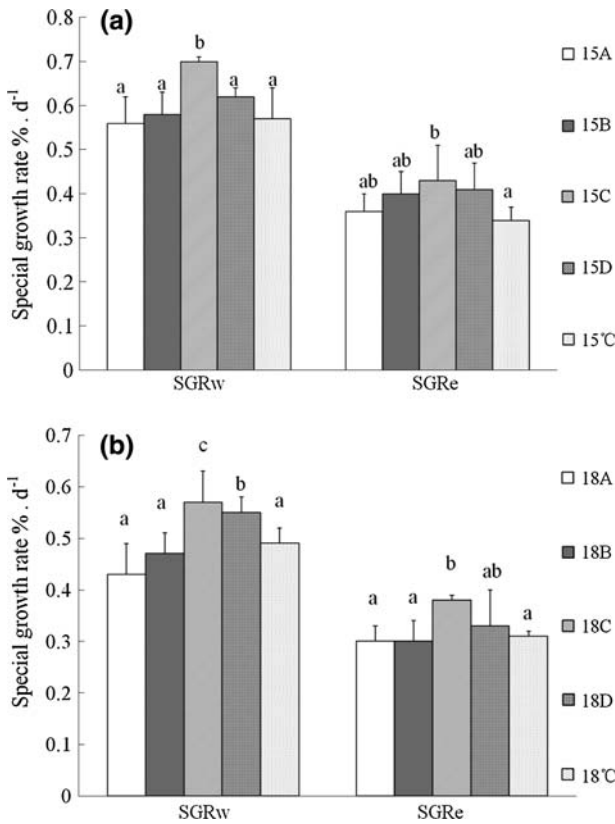 (a)
Special growth rate % . d-1
0.8
0.7
0.6
0.5
0.4
0.3
0.2
0.1
0
a a b a a
ab ab b ab a
SGRw SGRe
15A
15B
15C
15D
15℃
(b)
Special growth rate % . d-1
0.7
0.6
0.5
0.4
0.3
0.2
0.1
0
a a c b a
a a b ab a
SGRw SGRe
18A
18B
18C
18D
18℃